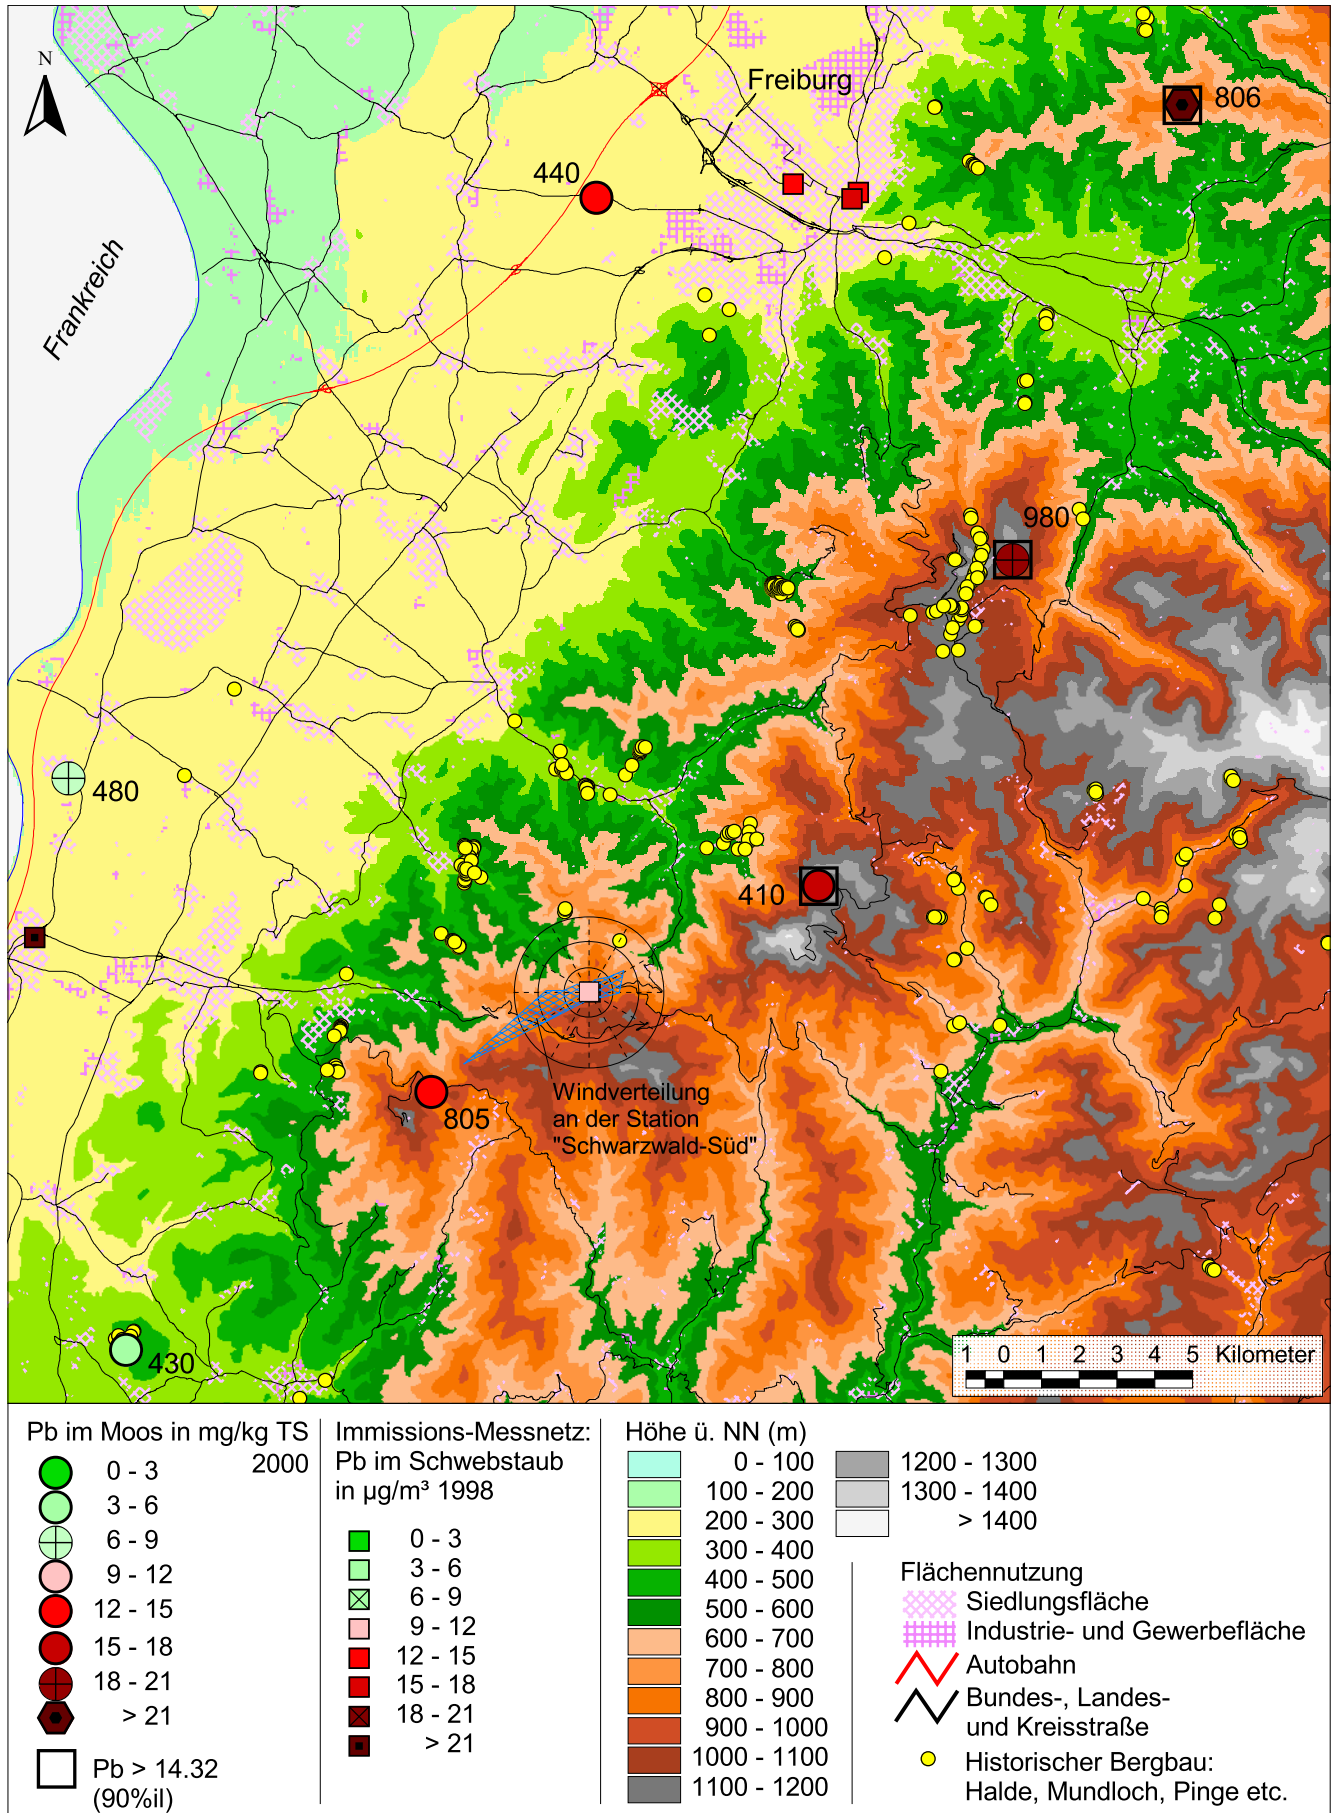 N
Freiburg
806
440
Frankreich
980
480
410
Windverteilung
an der Station
"Schwarzwald-Süd"
805
430
1 0 1 2 3 4 5 Kilometer
Pb im Moos in mg/kg TS
2000
0 - 3
3 - 6
6 - 9
9 - 12
12 - 15
15 - 18
18 - 21
> 21
Pb > 14.32
(90%il)
Immissions-Messnetz:
Pb im Schwebstaub
in µg/m³ 1998
0 - 3
3 - 6
6 - 9
9 - 12
12 - 15
15 - 18
18 - 21
> 21
Höhe ü. NN (m)
0 - 100
100 - 200
200 - 300
300 - 400
400 - 500
500 - 600
600 - 700
700 - 800
800 - 900
900 - 1000
1000 - 1100
1100 - 1200
1200 - 1300
1300 - 1400
> 1400
Flächennutzung
Siedlungsfläche
Industrie- und Gewerbefläche
Autobahn
Bundes-, Landes-
und Kreisstraße
Historischer Bergbau:
Halde, Mundloch, Pinge etc.